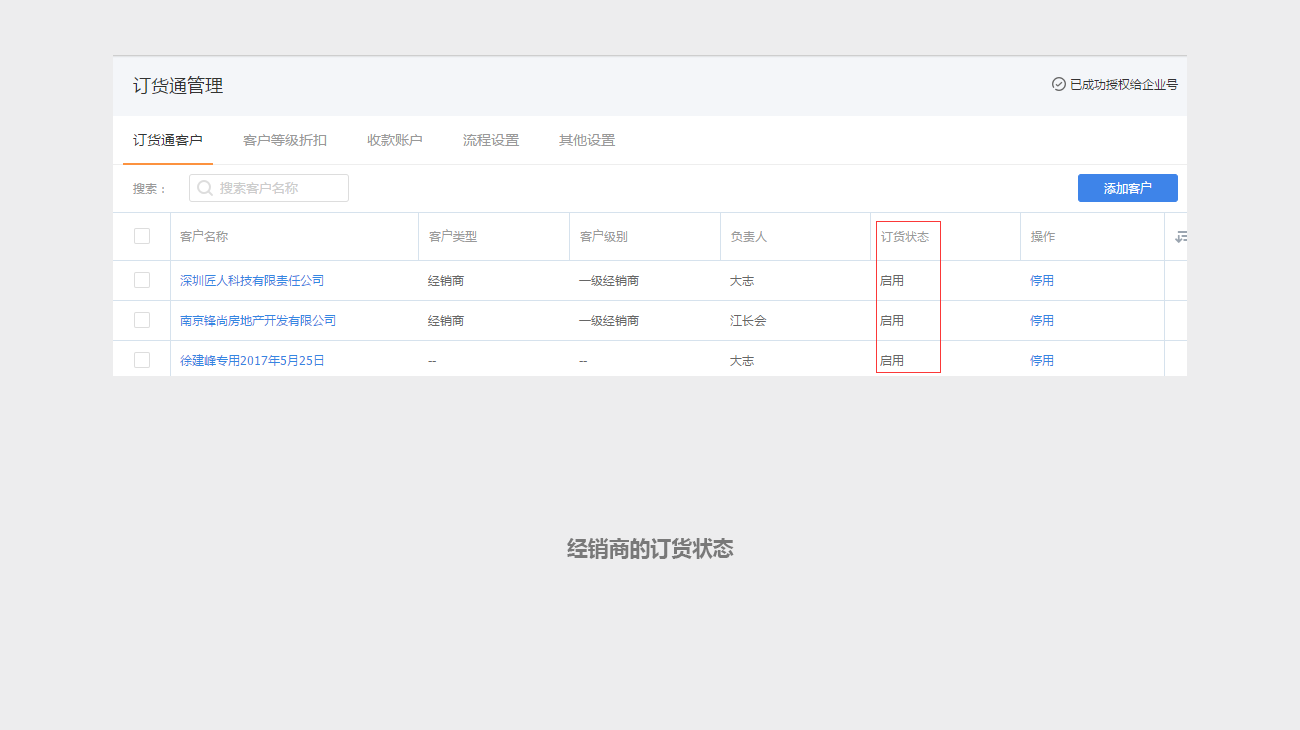 订货通管理
已成功授权给企业号
订货通客户 客户等级折扣 收款账户 流程设置 其他设置
搜索： 搜索客户名称 添加客户
客户名称 客户类型 客户级别 负责人 订货状态 操作
深圳匠人科技有限责任公司 经销商 一级经销商 大志 启用 停用
南京锋尚房地产开发有限公司 经销商 一级经销商 江长会 启用 停用
徐建峰专用2017年5月25日 -- -- 大志 启用 停用
经销商的订货状态